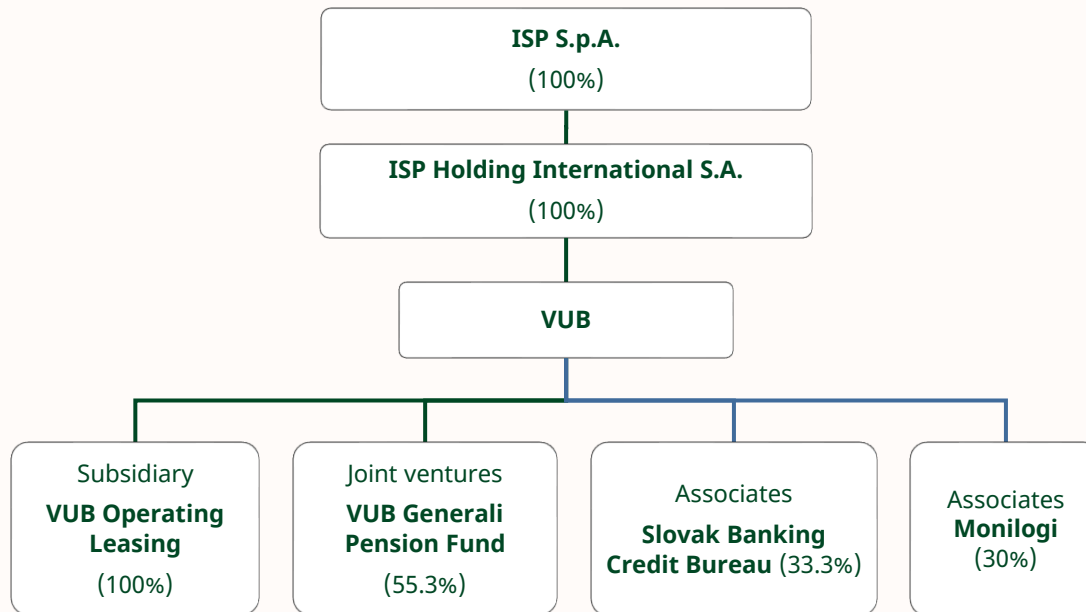 ISP S.p.A.
(100%)
ISP Holding International S.A.
(100%)
VUB
Subsidiary
VUB Operating
Leasing
(100%)
Joint ventures
VUB Generali
Pension Fund
(55.3%)
Associates
Slovak Banking
Credit Bureau (33.3%)
Associates
Monilogi
(30%)